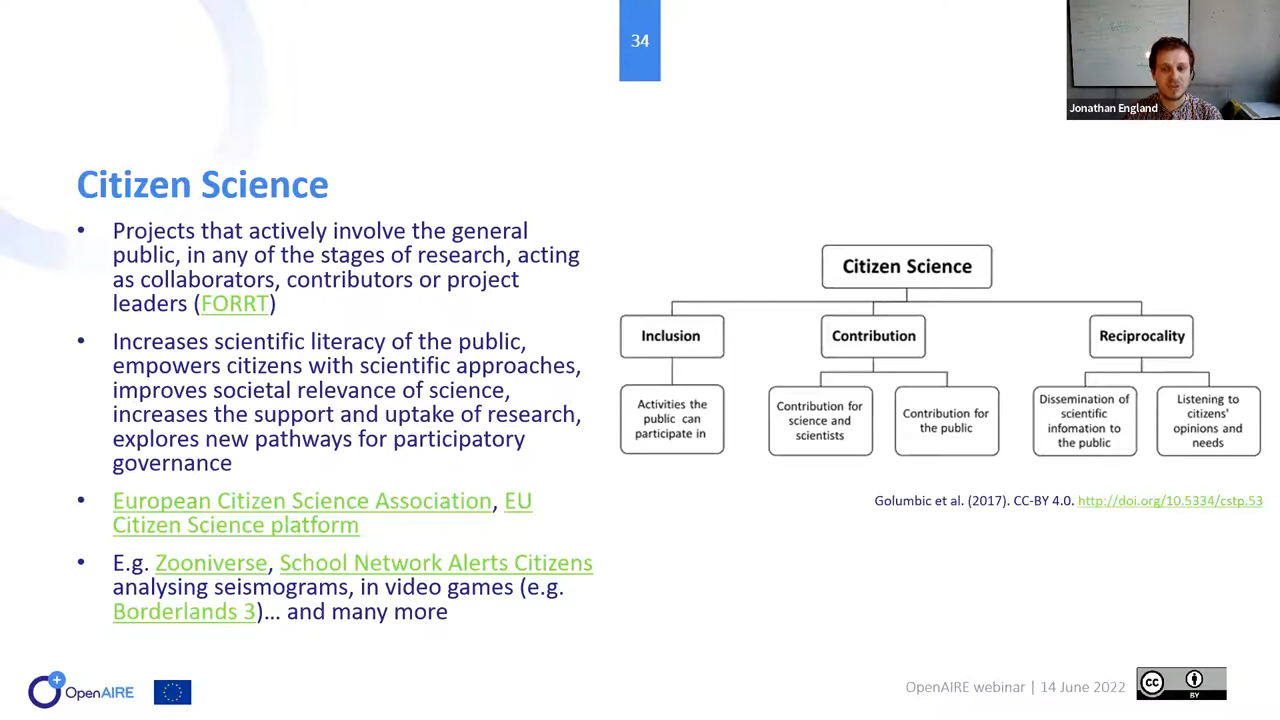 34
Jonathan England
Citizen Science
• Projects that actively involve the general
public, in any of the stages of research, acting
as collaborators, contributors or project
leaders (FORRT)
• Increases scientific literacy of the public,
empowers citizens with scientific approaches,
improves societal relevance of science,
increases the support and uptake of research,
explores new pathways for participatory
governance
• European Citizen Science Association, EU
Citizen Science platform
• E.g. Zooniverse, School Network Alerts Citizens
analysing seismograms, in video games (e.g.
Borderlands 3)… and many more
Citizen Science
Inclusion
Contribution
Reciprocality
Activities the
public can
participate in
Contribution for
science and
scientists
Contribution for
the public
Dissemination of
scientific
infomation to
the public
Listening to
citizens'
opinions and
needs
Golumbic et al. (2017). CC-BY 4.0. http://doi.org/10.5334/cstp.53
OpenAIRE
OpenAIRE webinar | 14 June 2022
cc
BY